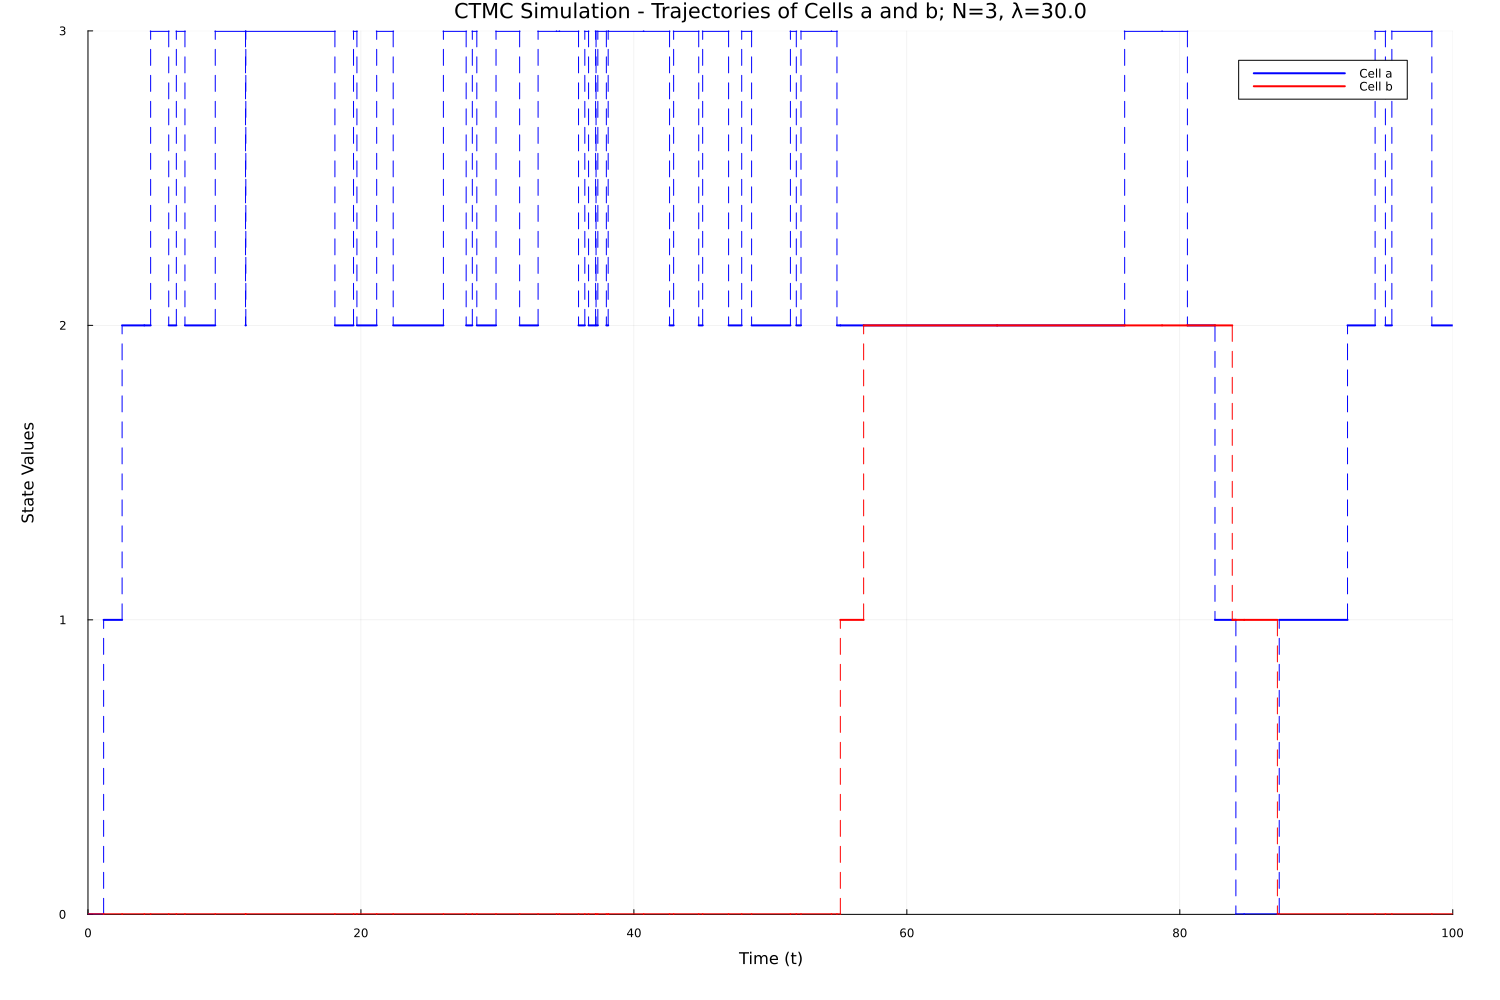 CTMC Simulation - Trajectories of Cells a and b; N=3, λ=30.0
3
Cell a
Cell b
2
State Values
1
0
0 20 40 60 80 100
Time (t)